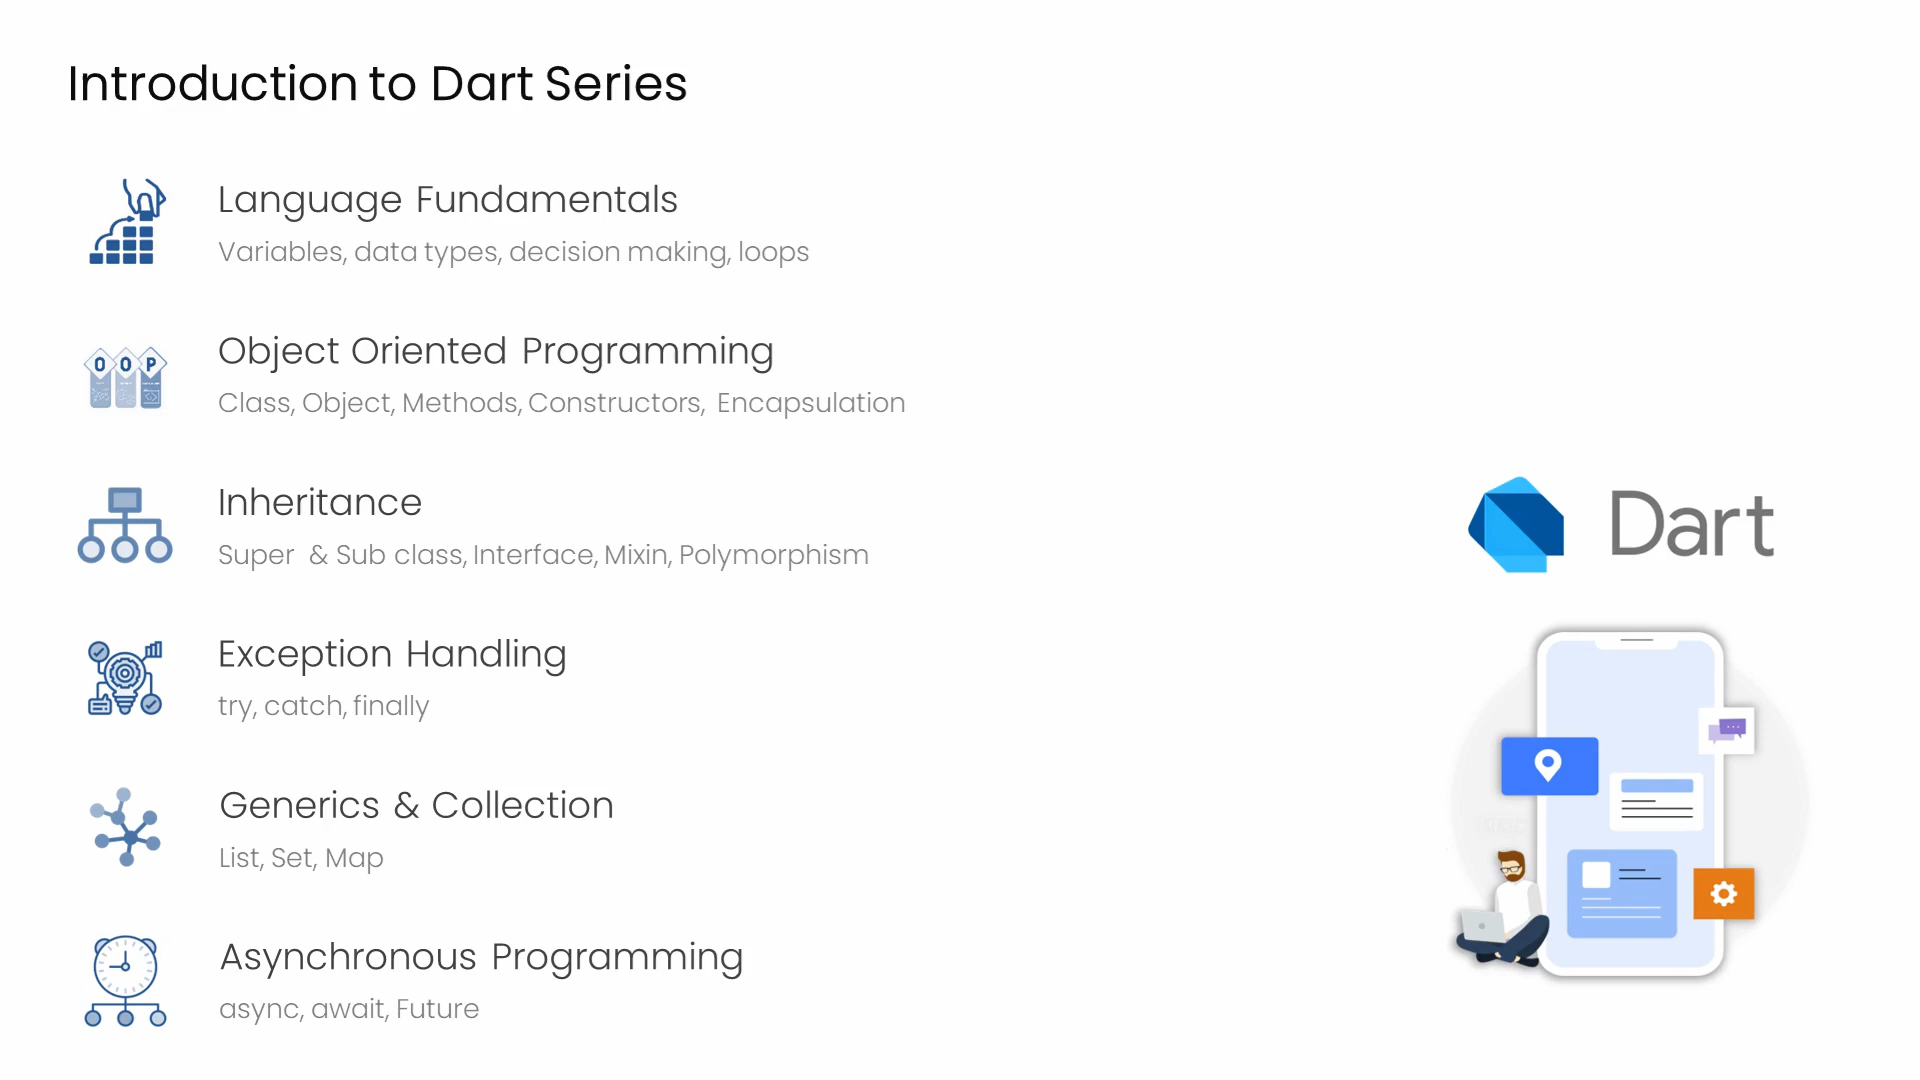 Introduction to Dart Series
Language Fundamentals
Variables, data types, decision making, loops
O O P
Object Oriented Programming
Class, Object, Methods, Constructors, Encapsulation
Inheritance
Super & Sub class, Interface, Mixin, Polymorphism
Dart
Exception Handling
try, catch, finally
Generics & Collection
List, Set, Map
Asynchronous Programming
async, await, Future